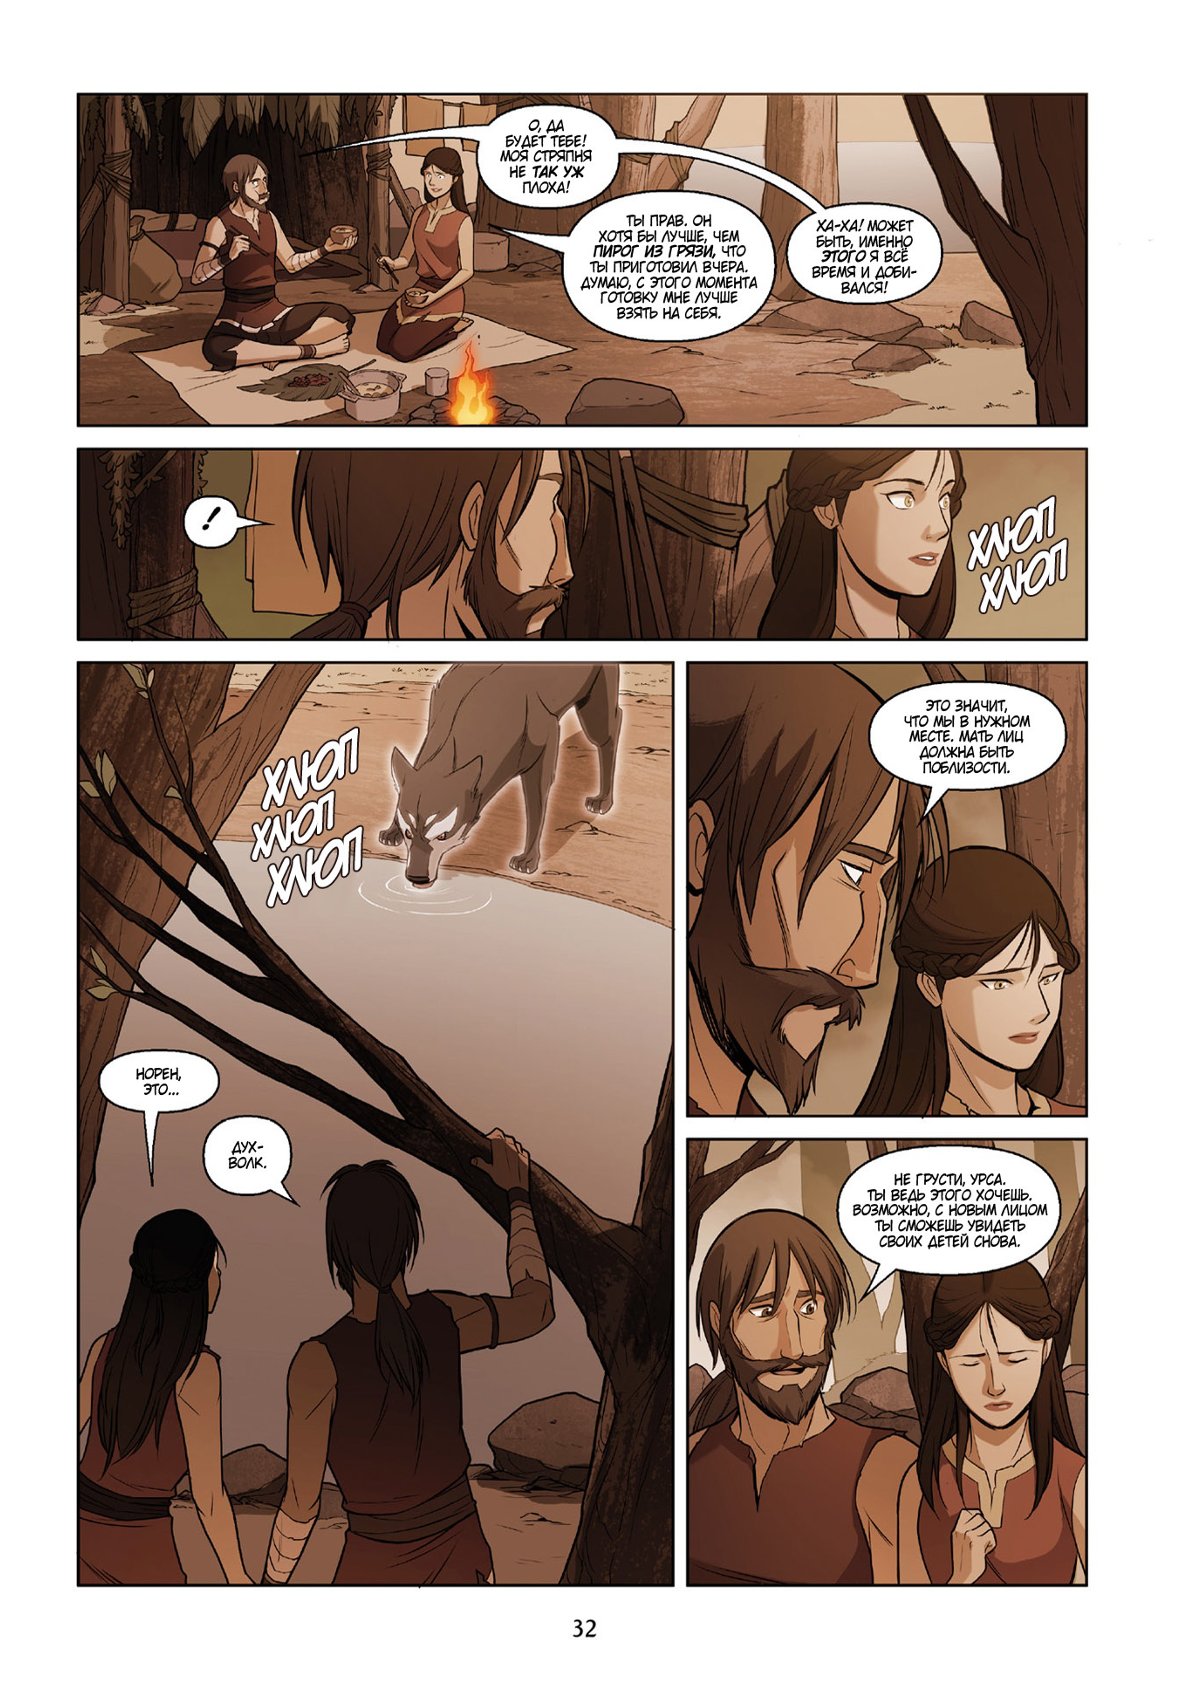 О, ДА
БУДЕТ ТЕБЕ!
МОЯ СТРЯПНЯ
НЕ ТАК УЖ
ПЛОХА!
ТЫ ПРАВ. ОН
ХОТЯ БЫ ЛУЧШЕ, ЧЕМ
ПИРОГ ИЗ ГРЯЗИ, ЧТО
ТЫ ПРИГОТОВИЛ ВЧЕРА.
ДУМАЮ, С ЭТОГО МОМЕНТА
ГОТОВКУ МНЕ ЛУЧШЕ
ВЗЯТЬ НА СЕБЯ.
ХА-ХА! МОЖЕТ
БЫТЬ, ИМЕННО
ЭТОГО Я ВСЁ
ВРЕМЯ И ДОБИ-
ВАЛСЯ!
!
ХЛЮП
ХЛЮП
ХЛЮП
ХЛЮП
ХЛЮП
НОРЕН,
ЭТО...
ДУХ-
ВОЛК.
ЭТО ЗНАЧИТ,
ЧТО МЫ В НУЖНОМ
МЕСТЕ. МАТЬ ЛИЦ
ДОЛЖНА БЫТЬ
ПОБЛИЗОСТИ.
НЕ ГРУСТИ, УРСА.
ТЫ ВЕДЬ ЭТОГО ХОЧЕШЬ.
ВОЗМОЖНО, С НОВЫМ ЛИЦОМ
ТЫ СМОЖЕШЬ УВИДЕТЬ
СВОИХ ДЕТЕЙ СНОВА.
32